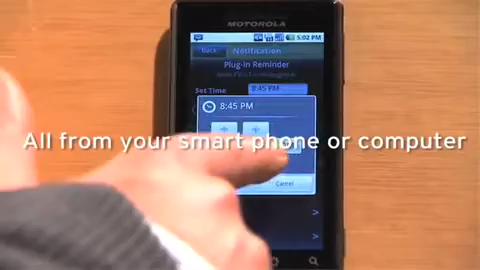 MOTOROLA
5:02 PM
Back Notification
Plug-in Reminder
Set Time 8:45 PM
8:45 PM
All from your smart phone or computer
Cancel